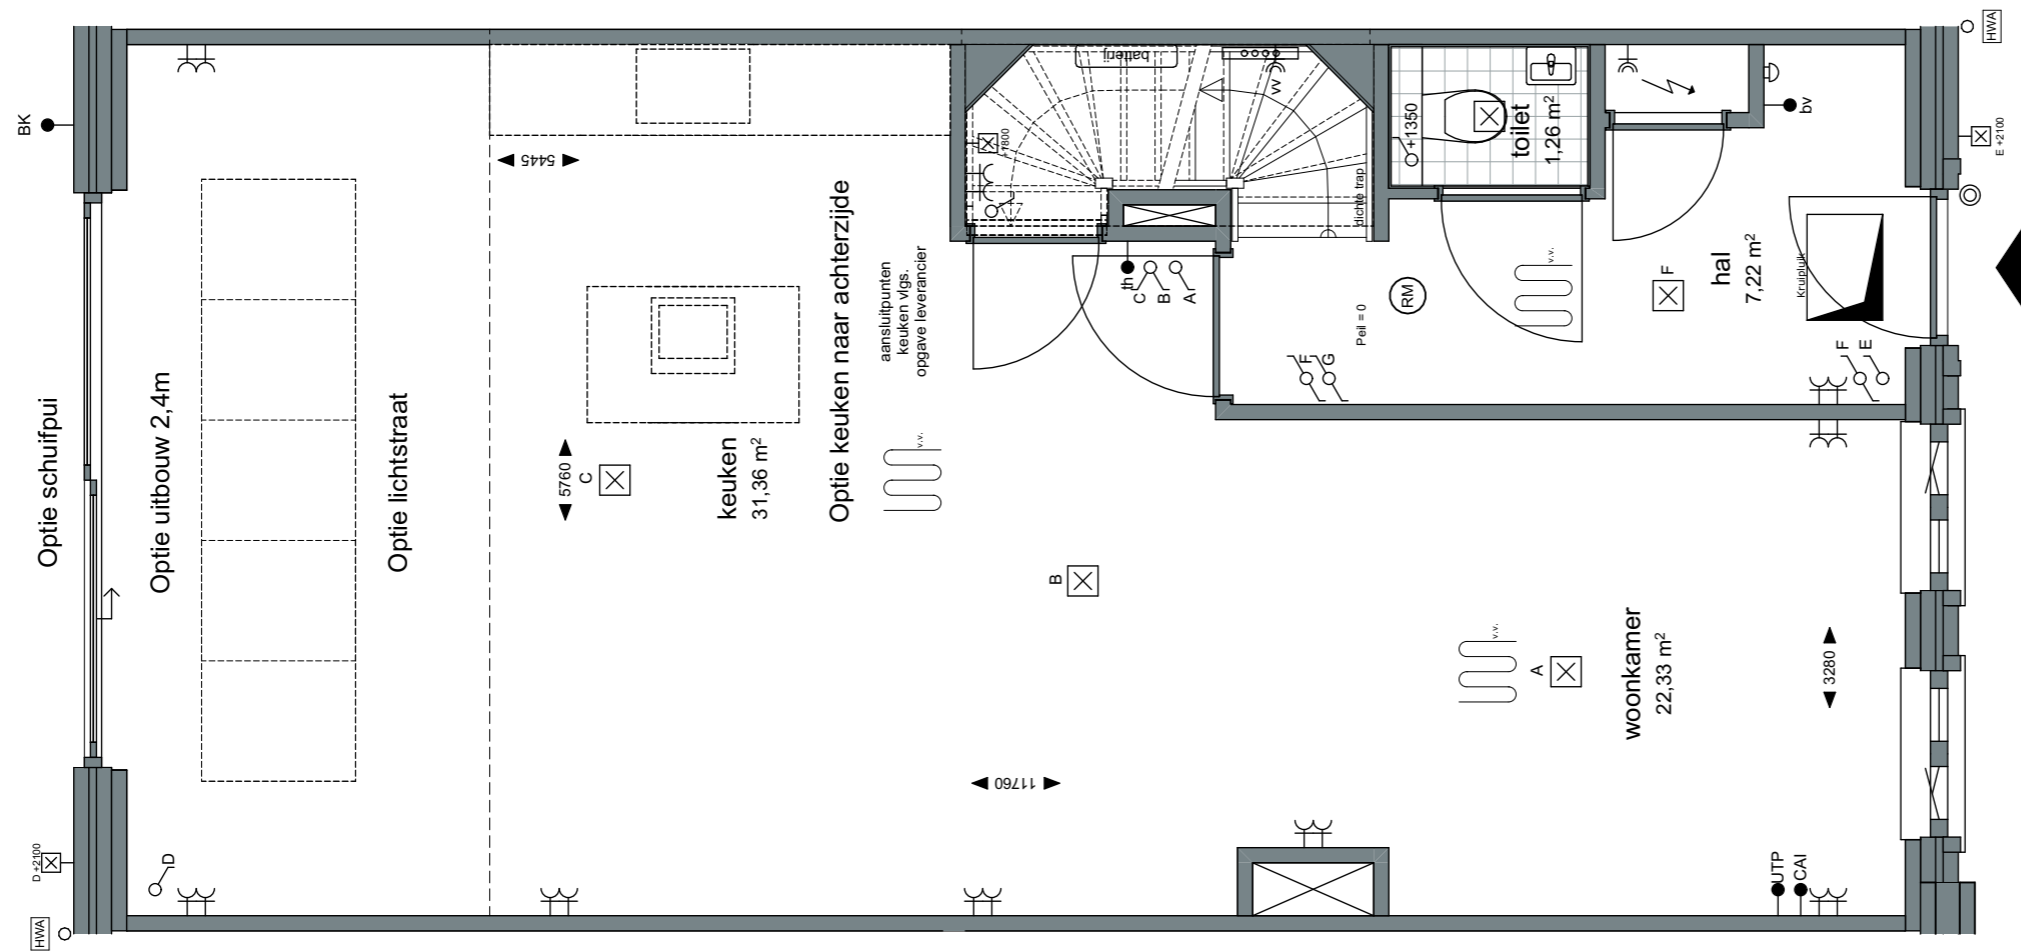 HWA
D +2100
BK
Optie schuifpui
Optie uitbouw 2,4m
D
Optie lichtstraat
5445
5760
C
keuken
31,36 m²
Optie keuken naar achterzijde
aansluitpunten
keuken vlgs.
opgave leverancier
v.v.
11760
B
batterij
vv
dichte trap
th
C
B
A
+1350
toilet
1,26 m²
bv
RM
Peil = 0
F
G
v.v.
F
hal
7,22 m²
Kruipluik
F
E
v.v.
A
woonkamer
22,33 m²
3280
UTP
CAI
E +2100
HWA